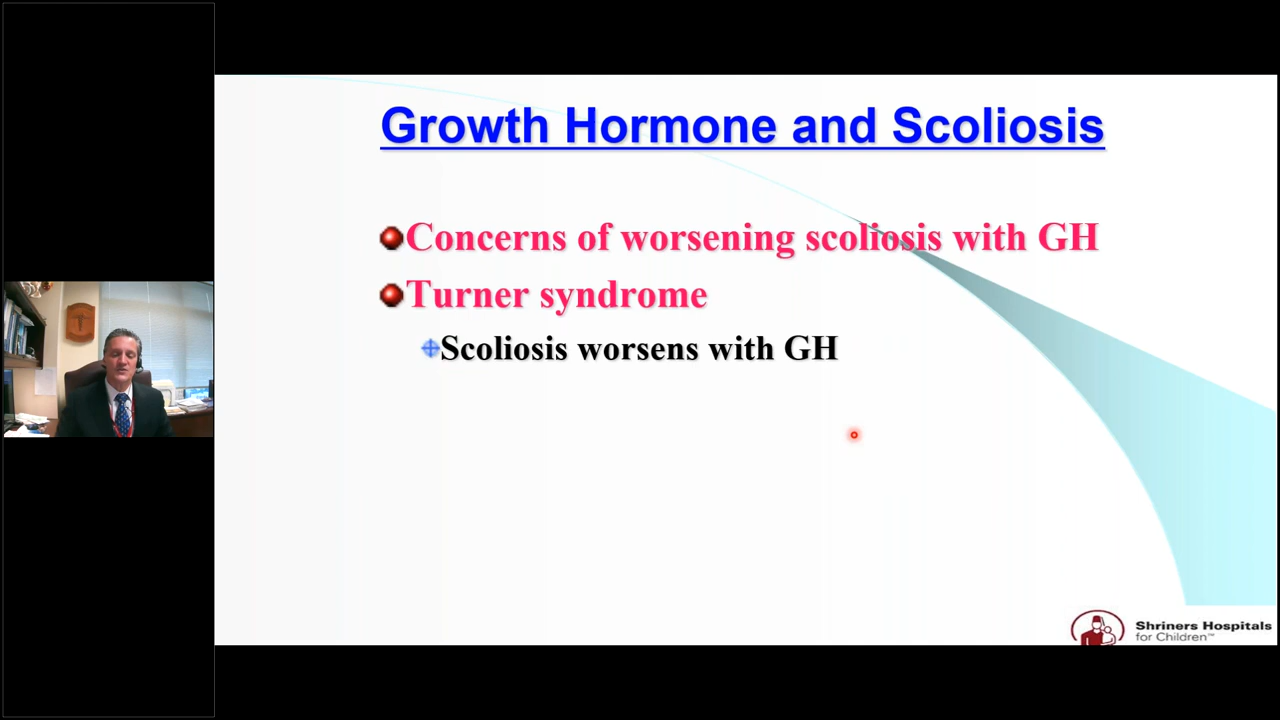 Growth Hormone and Scoliosis
Concerns of worsening scoliosis with GH
Turner syndrome
Scoliosis worsens with GH
Shriners Hospitals
for Children™